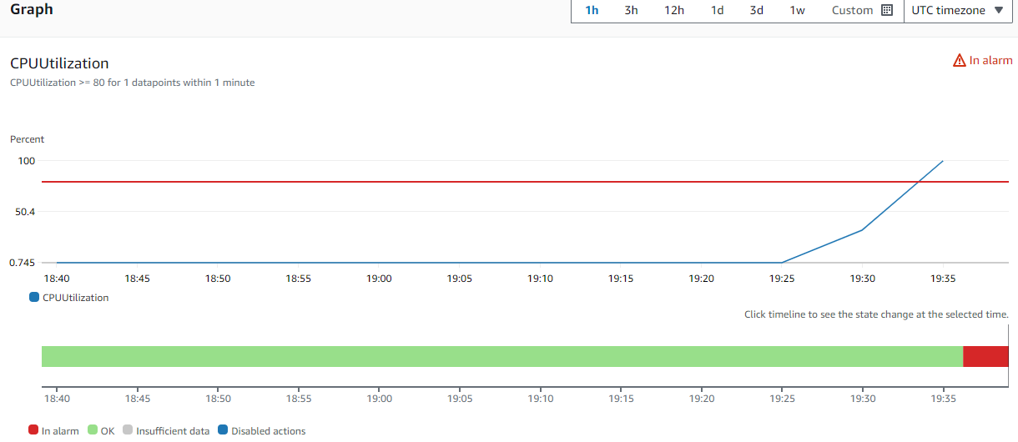 Graph
1h 3h 12h 1d 3d 1w Custom UTC timezone
CPUUtilization
In alarm
CPUUtilization >= 80 for 1 datapoints within 1 minute
Percent
100
50.4
0.745
18:40 18:45 18:50 18:55 19:00 19:05 19:10 19:15 19:20 19:25 19:30 19:35
CPUUtilization
Click timeline to see the state change at the selected time.
18:40 18:45 18:50 18:55 19:00 19:05 19:10 19:15 19:20 19:25 19:30 19:35
In alarm OK Insufficient data Disabled actions